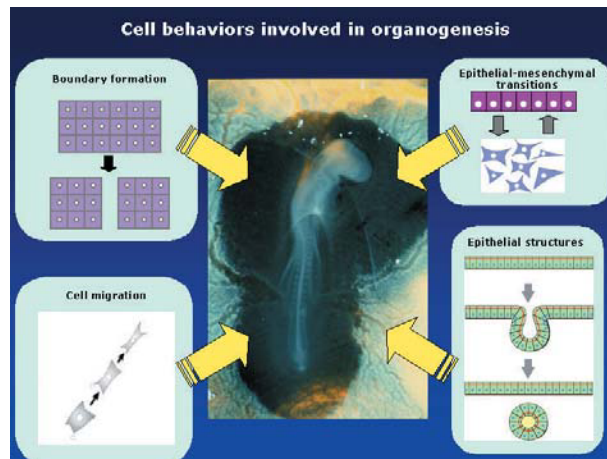 Cell behaviors involved in organogenesis
Boundary formation
Epithelial-mesenchymal
transitions
Cell migration
Epithelial structures